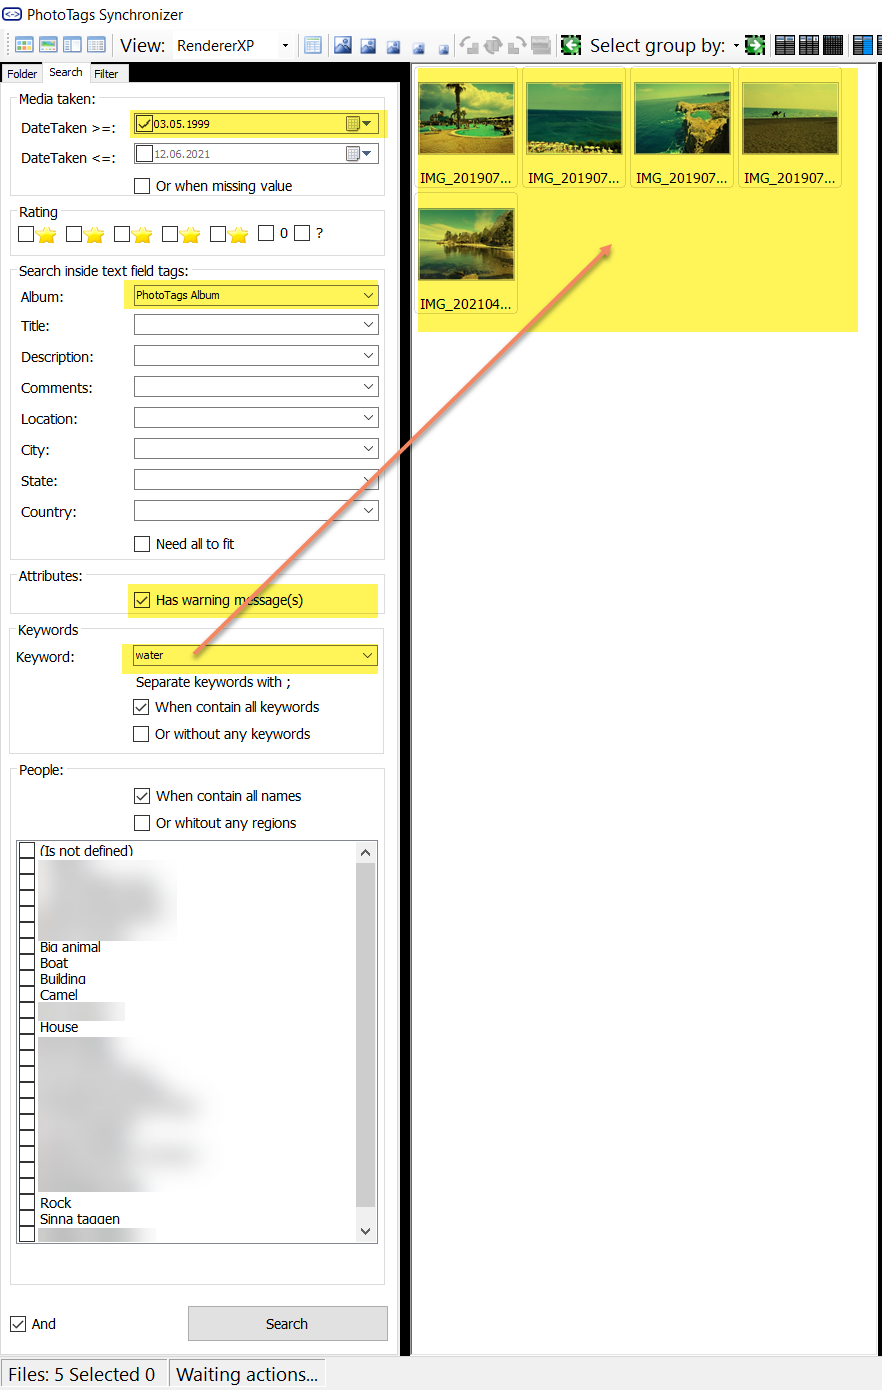 PhotoTags Synchronizer
View: RendererXP Select group by:
Folder Search Filter
Media taken:
DateTaken >=: 03.05.1999
DateTaken <=: 12.06.2021
Or when missing value
Rating
0 ?
Search inside text field tags:
Album: PhotoTags Album
Title:
Description:
Comments:
Location:
City:
State:
Country:
Need all to fit
Attributes:
Has warning message(s)
Keywords
Keyword: water
Separate keywords with ;
When contain all keywords
Or without any keywords
People:
When contain all names
Or whitout any regions
(Is not defined)
Big animal
Boat
Building
Camel
House
Rock
Sinna taggen
And Search
IMG_201907... IMG_201907... IMG_201907... IMG_201907...
IMG_202104...
Files: 5 Selected 0 Waiting actions...